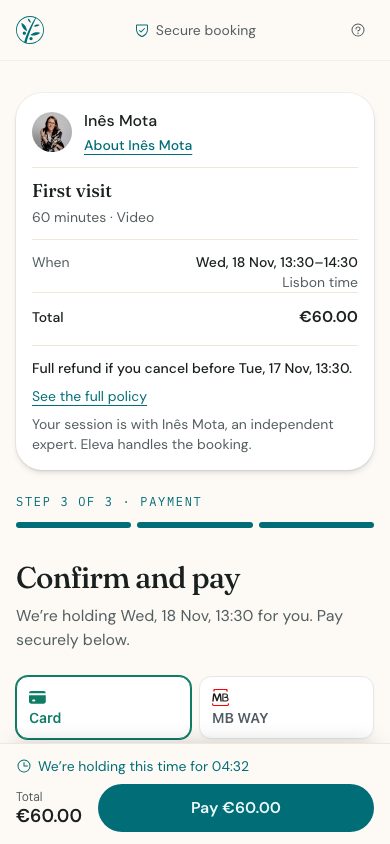 Secure booking
Inês Mota
About Inês Mota
First visit
60 minutes · Video
When
Wed, 18 Nov, 13:30–14:30
Lisbon time
Total
€60.00
Full refund if you cancel before Tue, 17 Nov, 13:30.
See the full policy
Your session is with Inês Mota, an independent
expert. Eleva handles the booking.
STEP 3 OF 3 · PAYMENT
Confirm and pay
We’re holding Wed, 18 Nov, 13:30 for you. Pay
securely below.
Card
MB
MB WAY
We’re holding this time for 04:32
Total
€60.00
Pay €60.00